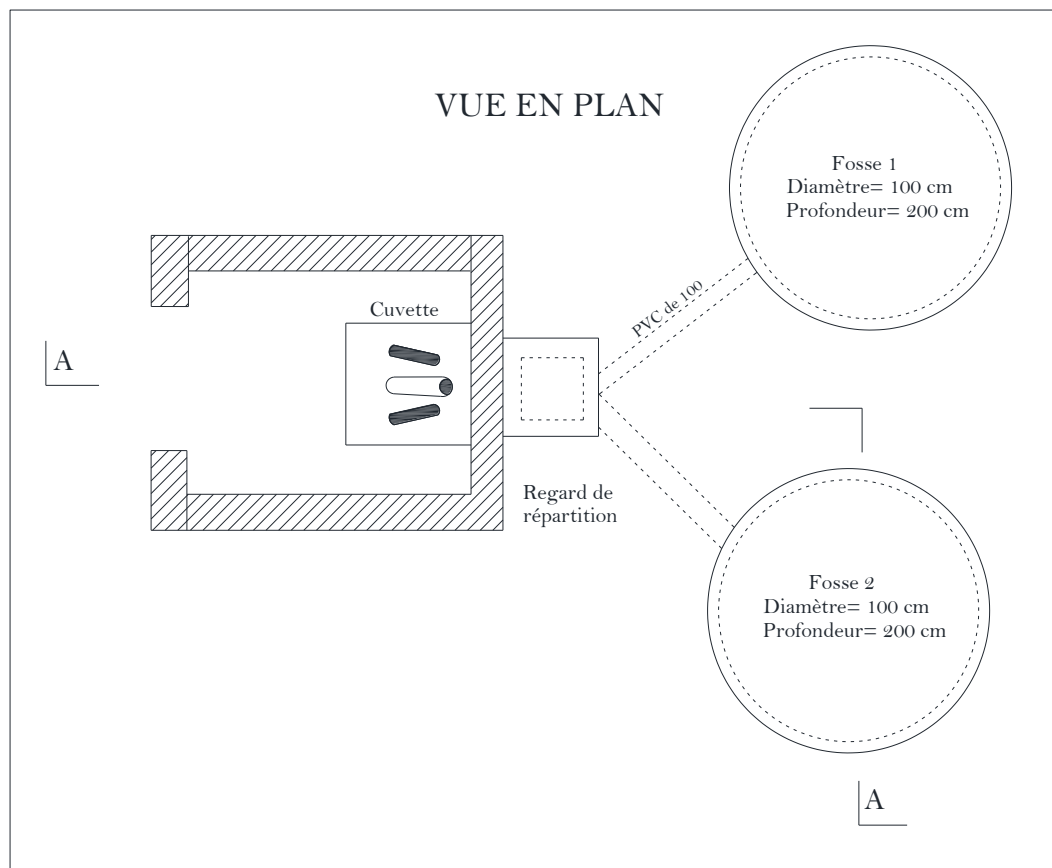 VUE EN PLAN
Fosse 1
Diamètre= 100 cm
Profondeur= 200 cm
PVC de 100
Cuvette
A
Regard de
répartition
Fosse 2
Diamètre= 100 cm
Profondeur= 200 cm
A